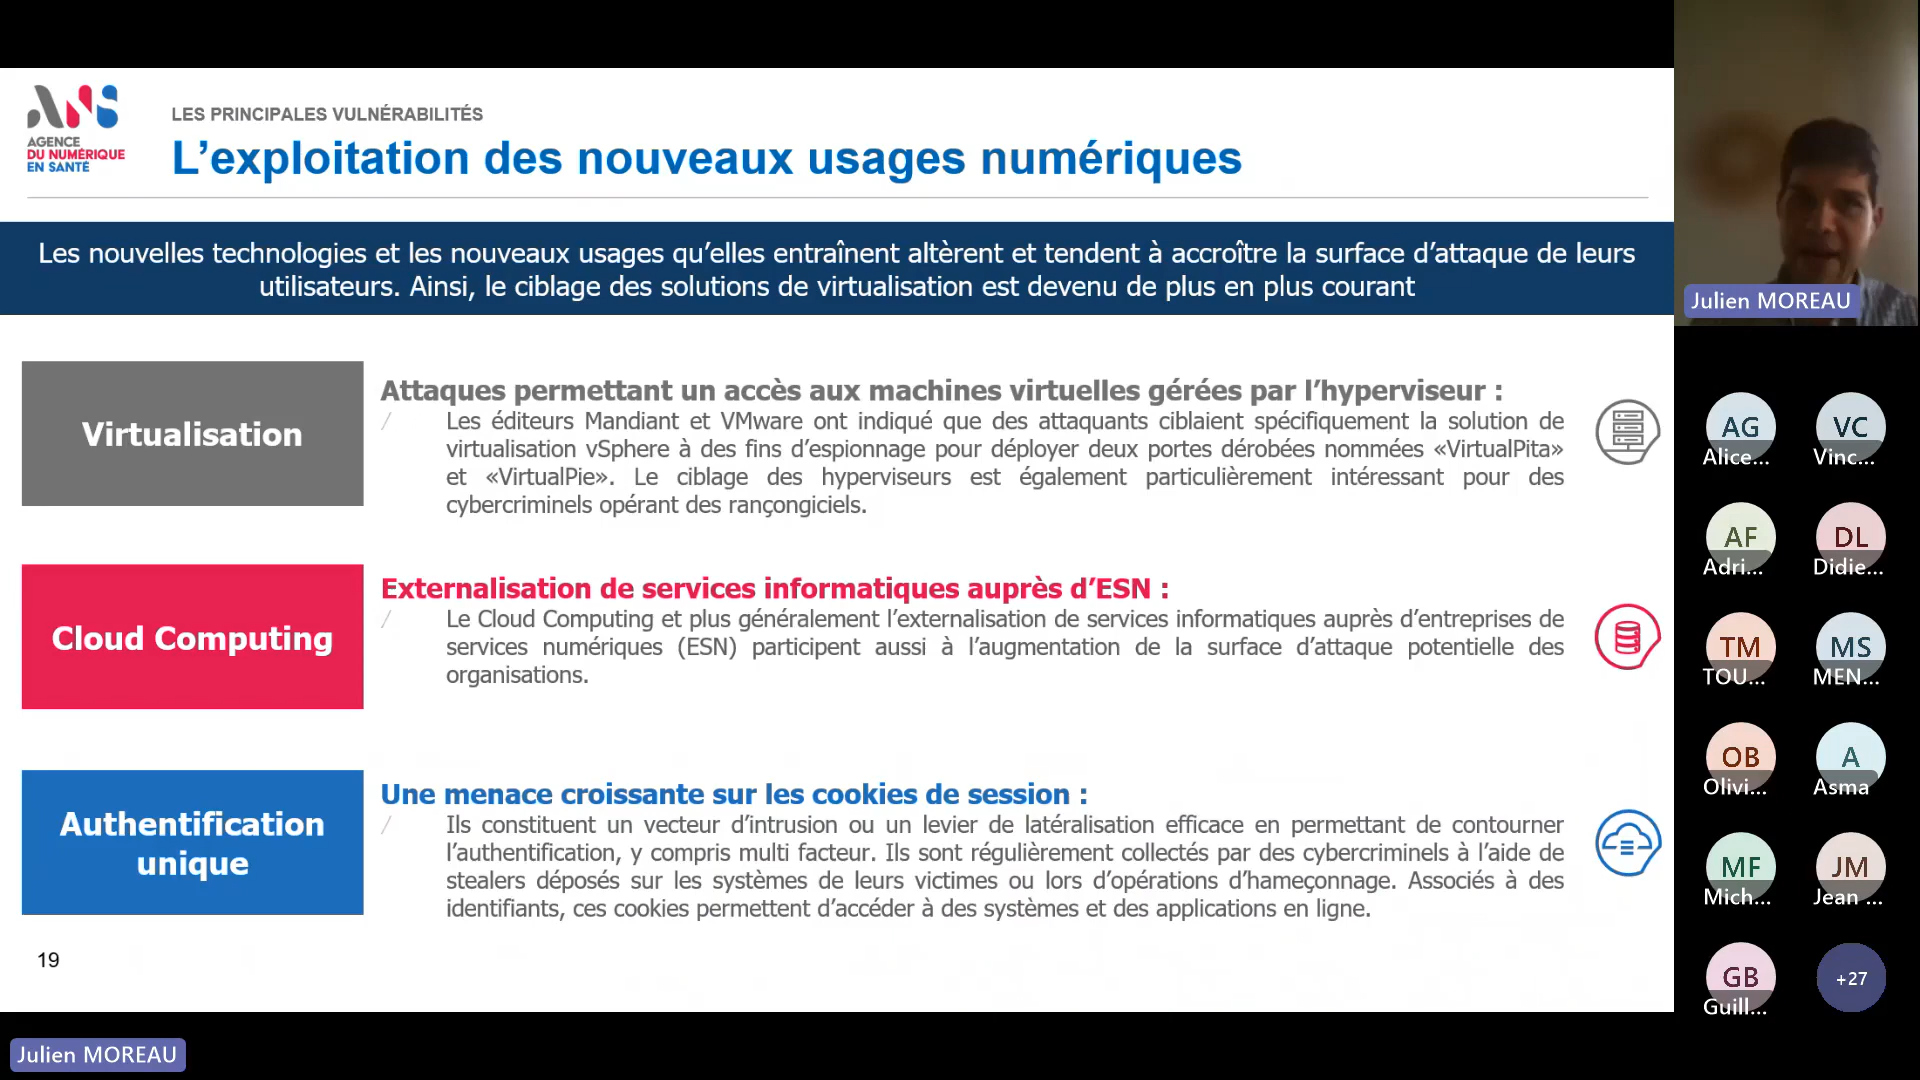 ANS
AGENCE
DU NUMÉRIQUE
EN SANTÉ
LES PRINCIPALES VULNÉRABILITÉS
L’exploitation des nouveaux usages numériques
Les nouvelles technologies et les nouveaux usages qu’elles entraînent altèrent et tendent à accroître la surface d’attaque de leurs
utilisateurs. Ainsi, le ciblage des solutions de virtualisation est devenu de plus en plus courant
Virtualisation
Attaques permettant un accès aux machines virtuelles gérées par l’hyperviseur :
/ Les éditeurs Mandiant et VMware ont indiqué que des attaquants ciblaient spécifiquement la solution de
virtualisation vSphere à des fins d’espionnage pour déployer deux portes dérobées nommées «VirtualPita»
et «VirtualPie». Le ciblage des hyperviseurs est également particulièrement intéressant pour des
cybercriminels opérant des rançongiciels.
Cloud Computing
Externalisation de services informatiques auprès d’ESN :
/ Le Cloud Computing et plus généralement l’externalisation de services informatiques auprès d’entreprises de
services numériques (ESN) participent aussi à l’augmentation de la surface d’attaque potentielle des
organisations.
Authentification
unique
Une menace croissante sur les cookies de session :
/ Ils constituent un vecteur d’intrusion ou un levier de latéralisation efficace en permettant de contourner
l’authentification, y compris multi facteur. Ils sont régulièrement collectés par des cybercriminels à l’aide de
stealers déposés sur les systèmes de leurs victimes ou lors d’opérations d’hameçonnage. Associés à des
identifiants, ces cookies permettent d’accéder à des systèmes et des applications en ligne.
19
Julien MOREAU
Julien MOREAU
AG VC
Alice... Vinc...
AF DL
Adri... Didie...
TM MS
TOU... MEN...
OB A
Olivi... Asma
MF JM
Mich... Jean ...
GB +27
Guill...